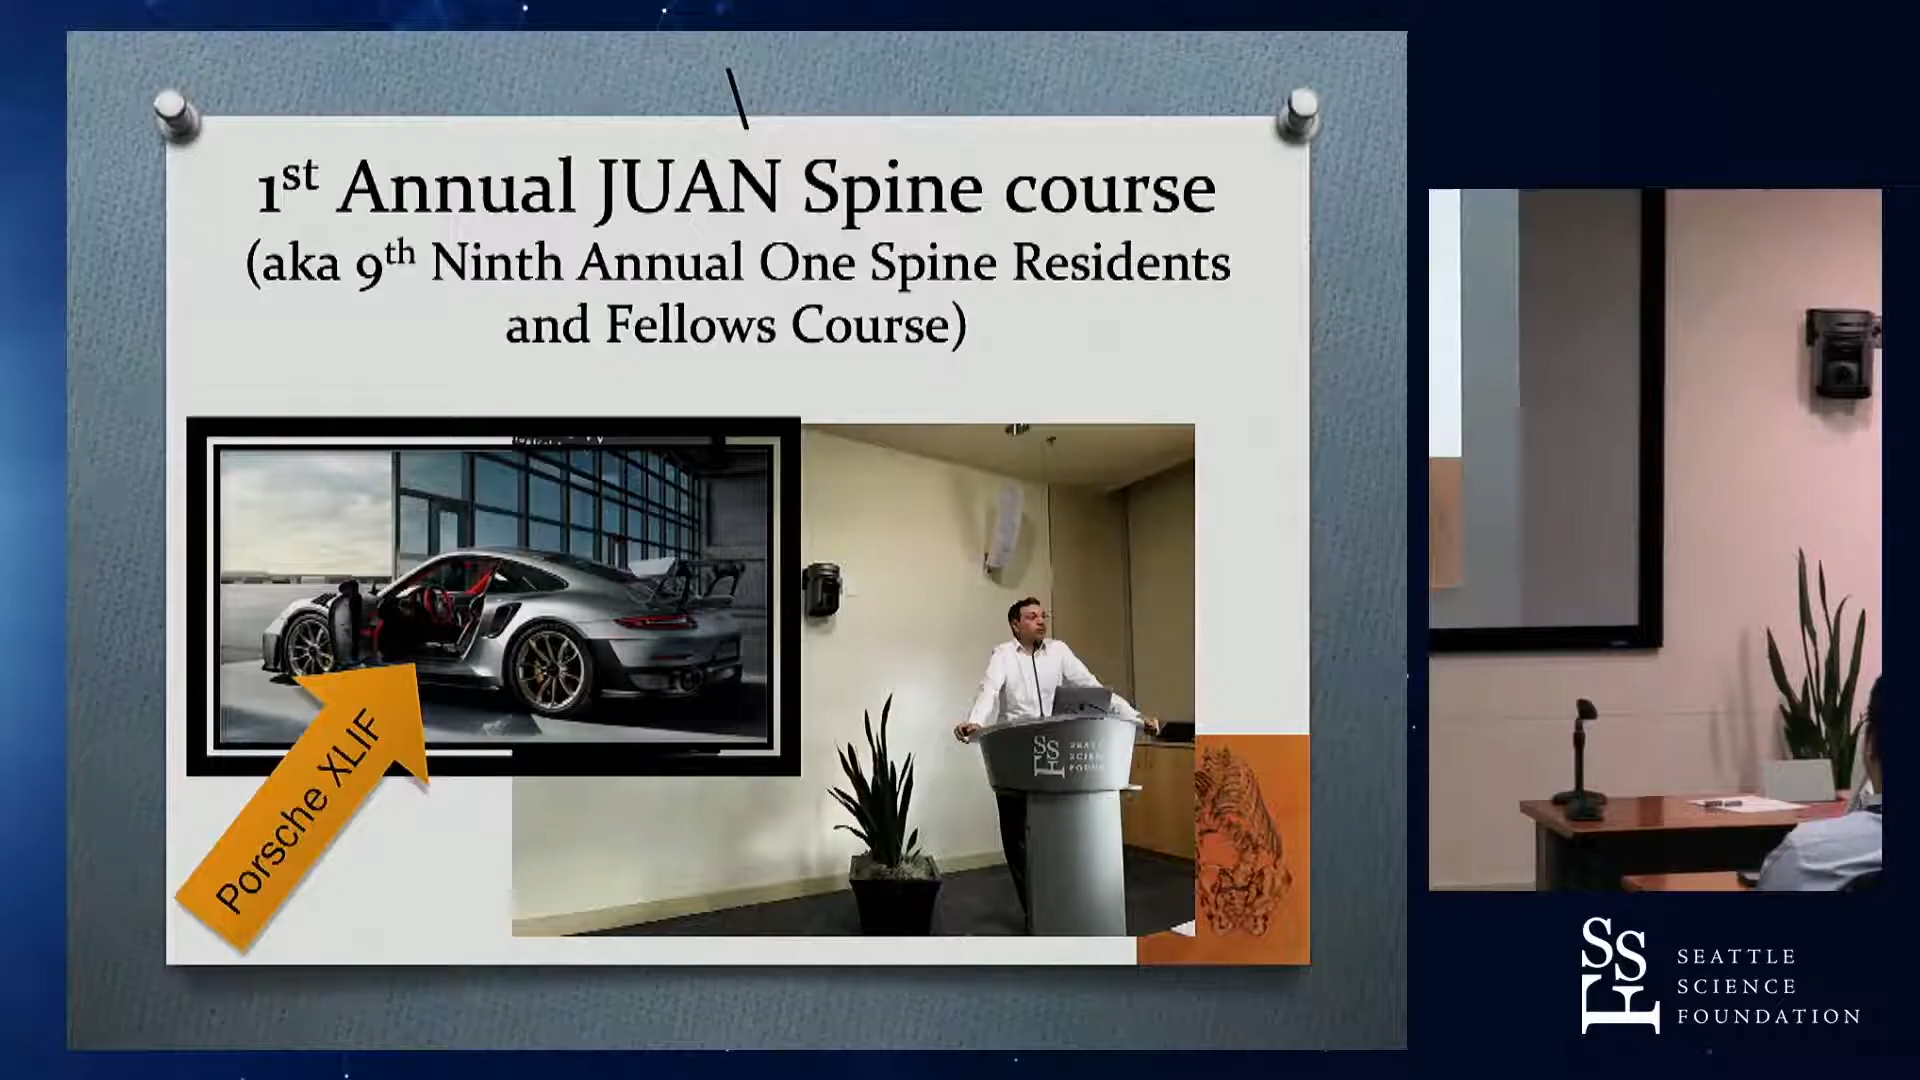 1st Annual JUAN Spine course
(aka 9th Ninth Annual One Spine Residents
and Fellows Course)
Porsche XLIF
SSF
SSF
SEATTLE
SCIENCE
FOUNDATION